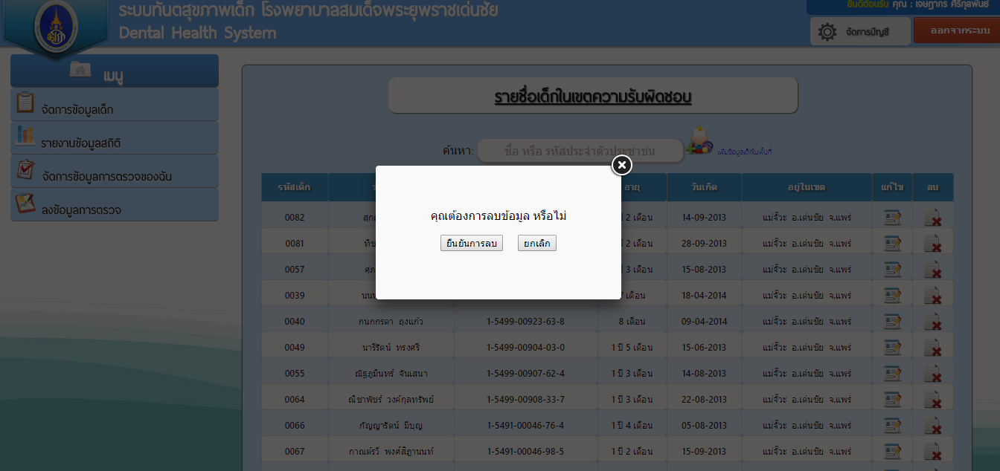 ระบบทันตสุขภาพเด็ก โรงพยาบาลสมเด็จพระยุพราชเด่นชัย
Dental Health System
ยินดีต้อนรับ คุณ : เจษฎากร ศิริกุลพันธ์
จัดการบัญชี
ออกจากระบบ
เมนู
จัดการข้อมูลเด็ก
รายงานข้อมูลสถิติ
จัดการข้อมูลการตรวจของฉัน
ลงข้อมูลการตรวจ
รายชื่อเด็กในเขตความรับผิดชอบ
ค้นหา: ชื่อ หรือ รหัสประจำตัวประชาชน เพิ่มข้อมูลเด็กในพื้นที่
คุณต้องการลบข้อมูล หรือไม่
ยืนยันการลบ ยกเลิก
รหัสเด็ก อายุ วันเกิด อยู่ในเขต แก้ไข ลบ
0082 2 เดือน 14-09-2013 แม่จั๊วะ อ.เด่นชัย จ.แพร่
0081 2 เดือน 28-09-2013 แม่จั๊วะ อ.เด่นชัย จ.แพร่
0057 3 เดือน 15-08-2013 แม่จั๊วะ อ.เด่นชัย จ.แพร่
0039 เดือน 18-04-2014 แม่จั๊วะ อ.เด่นชัย จ.แพร่
0040 กนกกรดา ถุงแก้ว 1-5499-00923-63-8 8 เดือน 09-04-2014 แม่จั๊วะ อ.เด่นชัย จ.แพร่
0049 นารีรัตน์ ทรงศรี 1-5499-00904-03-0 1 ปี 5 เดือน 15-06-2013 แม่จั๊วะ อ.เด่นชัย จ.แพร่
0055 ณัฐภูมินทร์ จันเสนา 1-5499-00907-62-4 1 ปี 3 เดือน 14-08-2013 แม่จั๊วะ อ.เด่นชัย จ.แพร่
0064 ณิชาพัชร์ วงค์กุลทรัพย์ 1-5499-00908-33-7 1 ปี 3 เดือน 22-08-2013 แม่จั๊วะ อ.เด่นชัย จ.แพร่
0066 กัญญารัตน์ มีบุญ 1-5491-00046-76-4 1 ปี 4 เดือน 05-08-2013 แม่จั๊วะ อ.เด่นชัย จ.แพร่
0067 กาณต์รวี พงศ์สิฎานนท์ 1-5491-00046-98-5 1 ปี 2 เดือน 15-09-2013 แม่จั๊วะ อ.เด่นชัย จ.แพร่